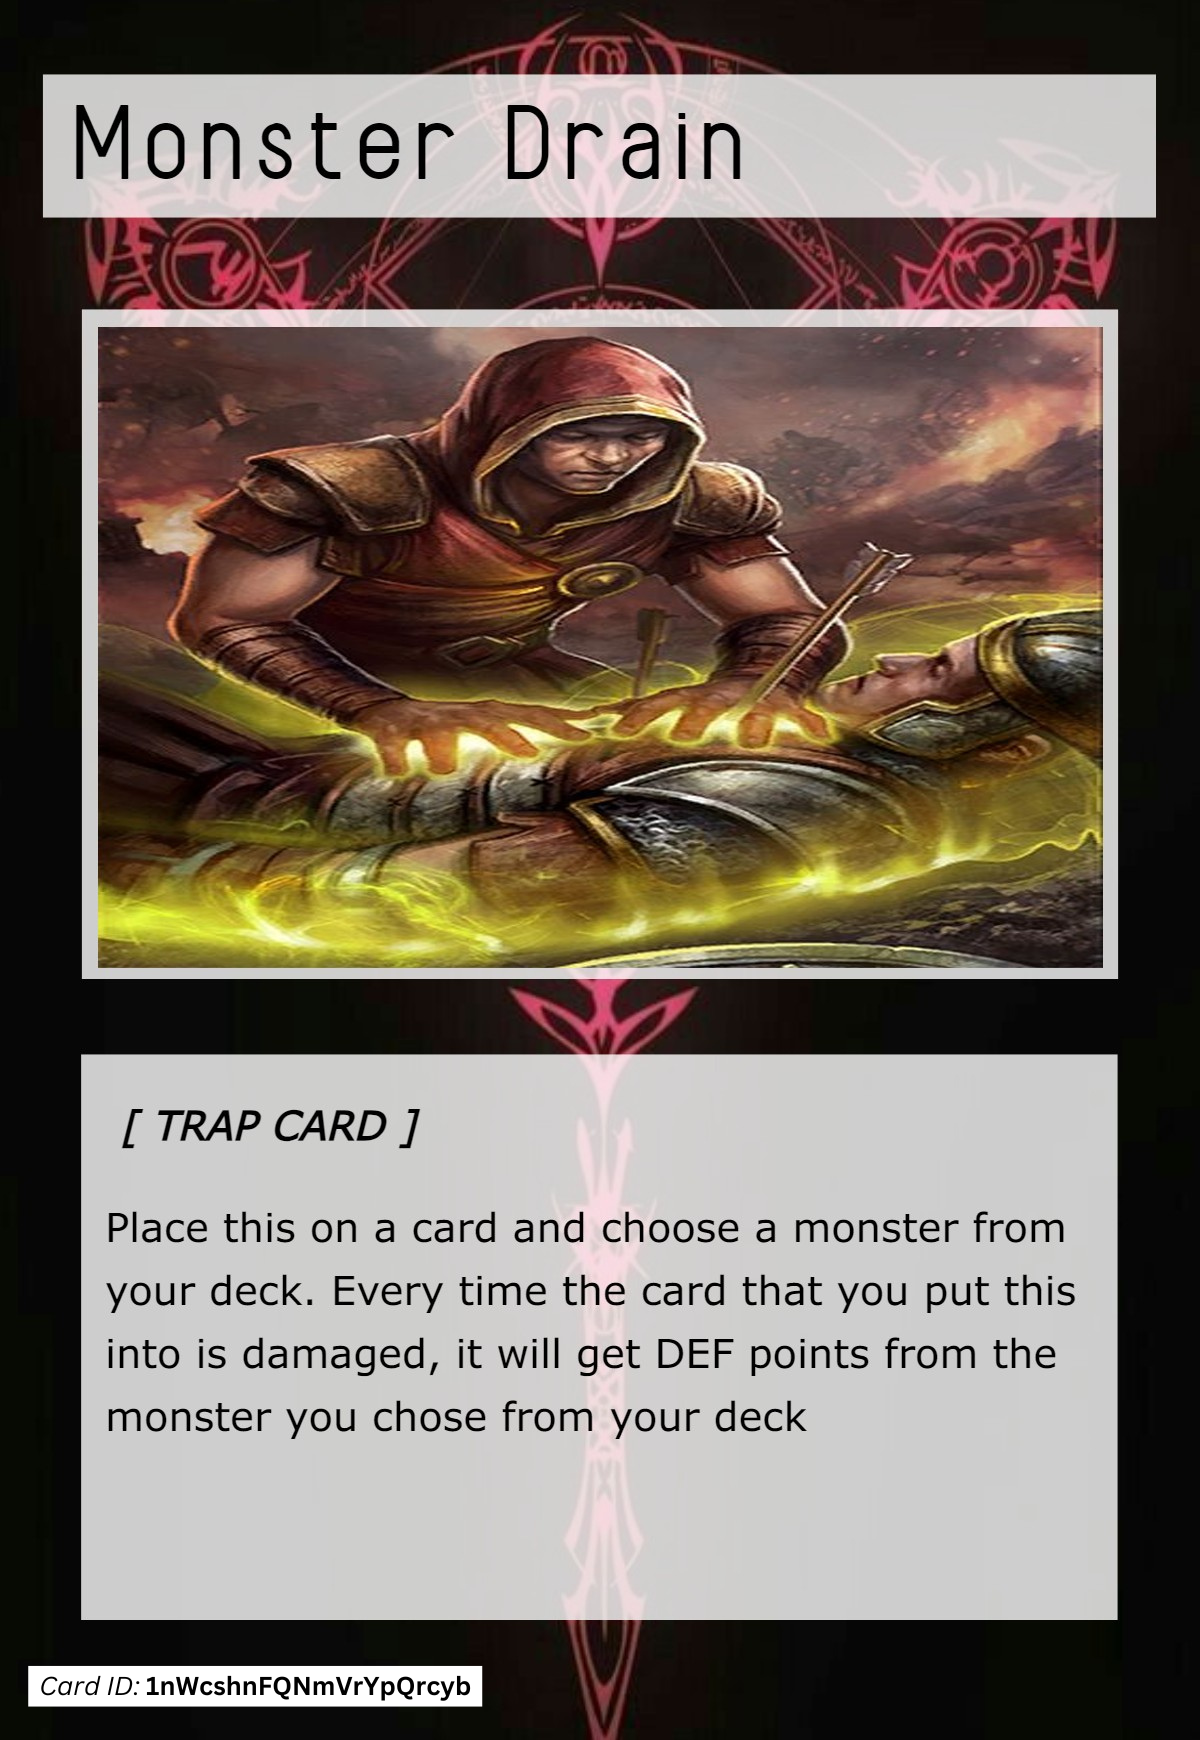 Monster Drain
[ TRAP CARD ]
Place this on a card and choose a monster from
your deck. Every time the card that you put this
into is damaged, it will get DEF points from the
monster you chose from your deck
Card ID: 1nWcshnFQNmVrYpQrcyb